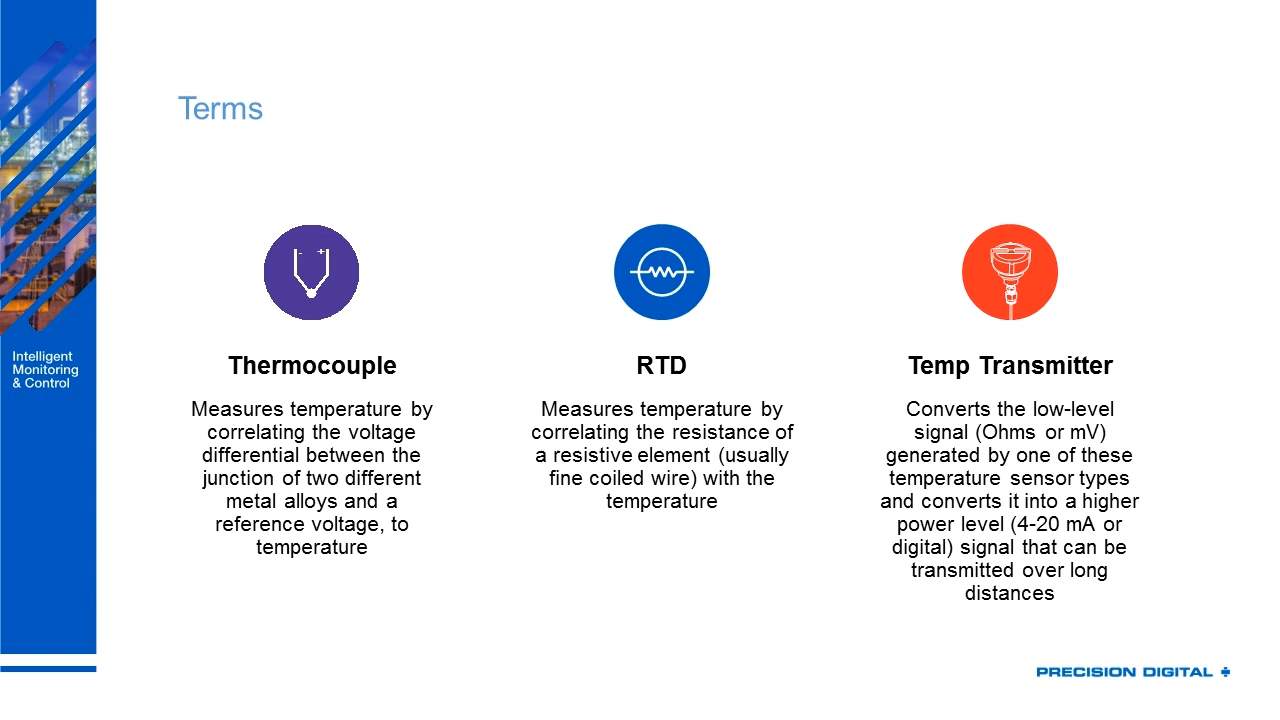 Terms
Intelligent
Monitoring
& Control
- +
Thermocouple
Measures temperature by
correlating the voltage
differential between the
junction of two different
metal alloys and a
reference voltage, to
temperature
RTD
Measures temperature by
correlating the resistance of
a resistive element (usually
fine coiled wire) with the
temperature
Temp Transmitter
Converts the low-level
signal (Ohms or mV)
generated by one of these
temperature sensor types
and converts it into a higher
power level (4-20 mA or
digital) signal that can be
transmitted over long
distances
PRECISION DIGITAL